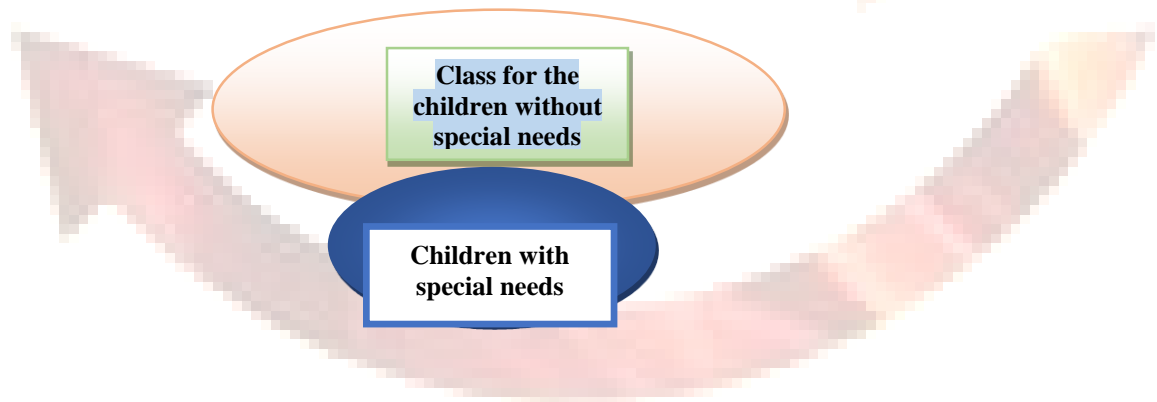 Class for the
children without
special needs
Children with
special needs